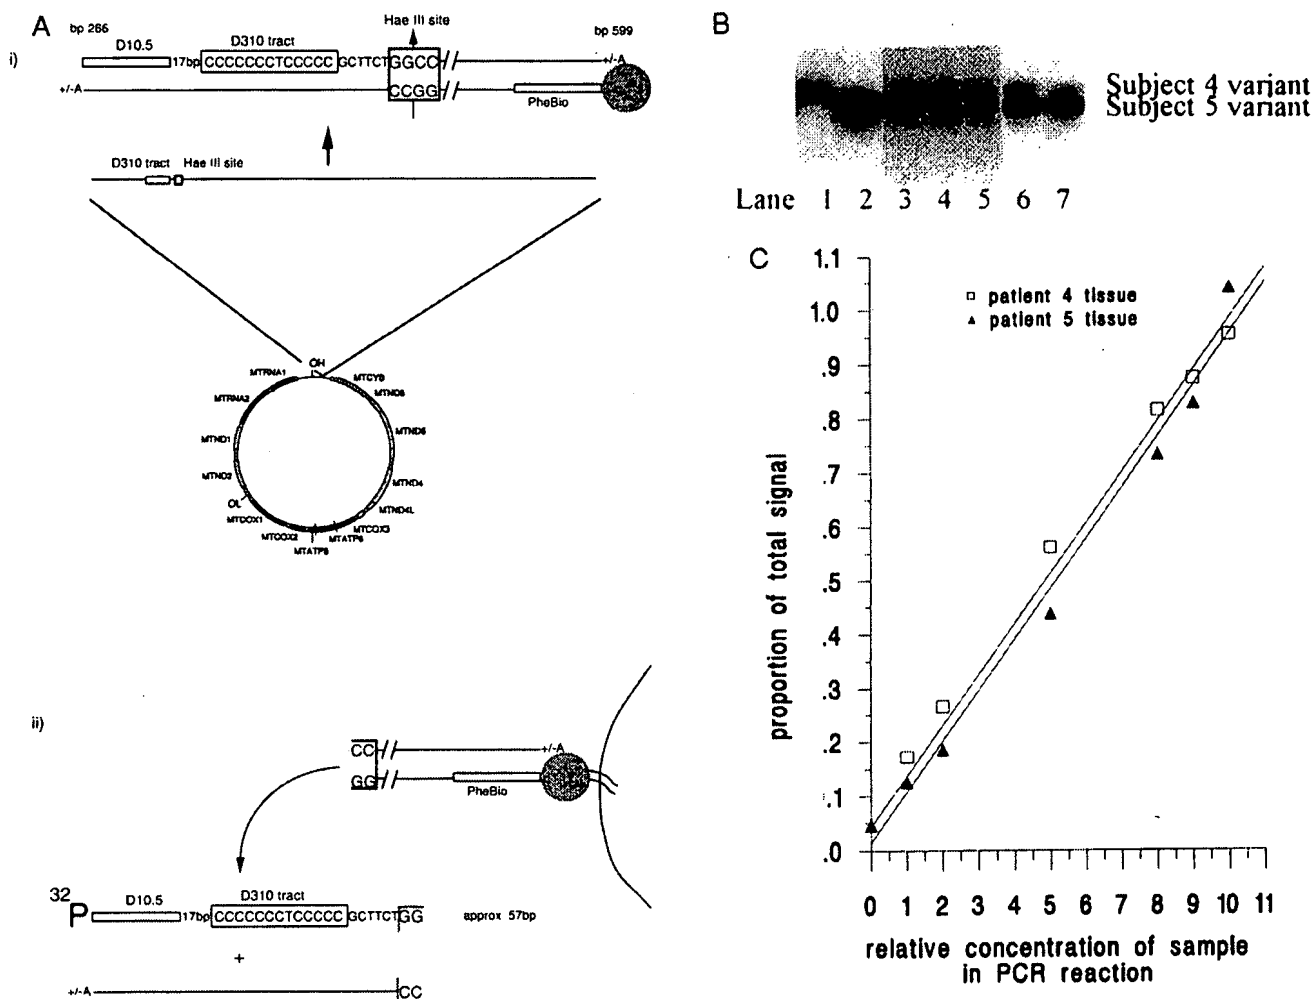 A
bp 266
Hae III site
bp 599
i)
D10.5
17bp
D310 tract
CCCCCCCTCCCCC
GCTTCT
GGCC
+/-A
+/-A
CCGG
PheBio
D310 tract
Hae III site
OH
MTRNA1
MTCYB
MTRNA2
MTND6
MTND1
MTND5
MTND2
MTND4
OL
MTND4L
MTCOX1
MTCOX3
MTCOX2
MTATP6
MTATP8
ii)
CC
+/-A
GG
PheBio
32
P
D10.5
17bp
D310 tract
CCCCCCCTCCCCC
GCTTCT
GG
approx 57bp
+
+/-A
CC
B
Subject 4 variant
Subject 5 variant
Lane 1 2 3 4 5 6 7
C
1.1
1.0
.9
.8
.7
.6
.5
.4
.3
.2
.1
.0
patient 4 tissue
patient 5 tissue
proportion of total signal
0 1 2 3 4 5 6 7 8 9 10 11
relative concentration of sample
in PCR reaction